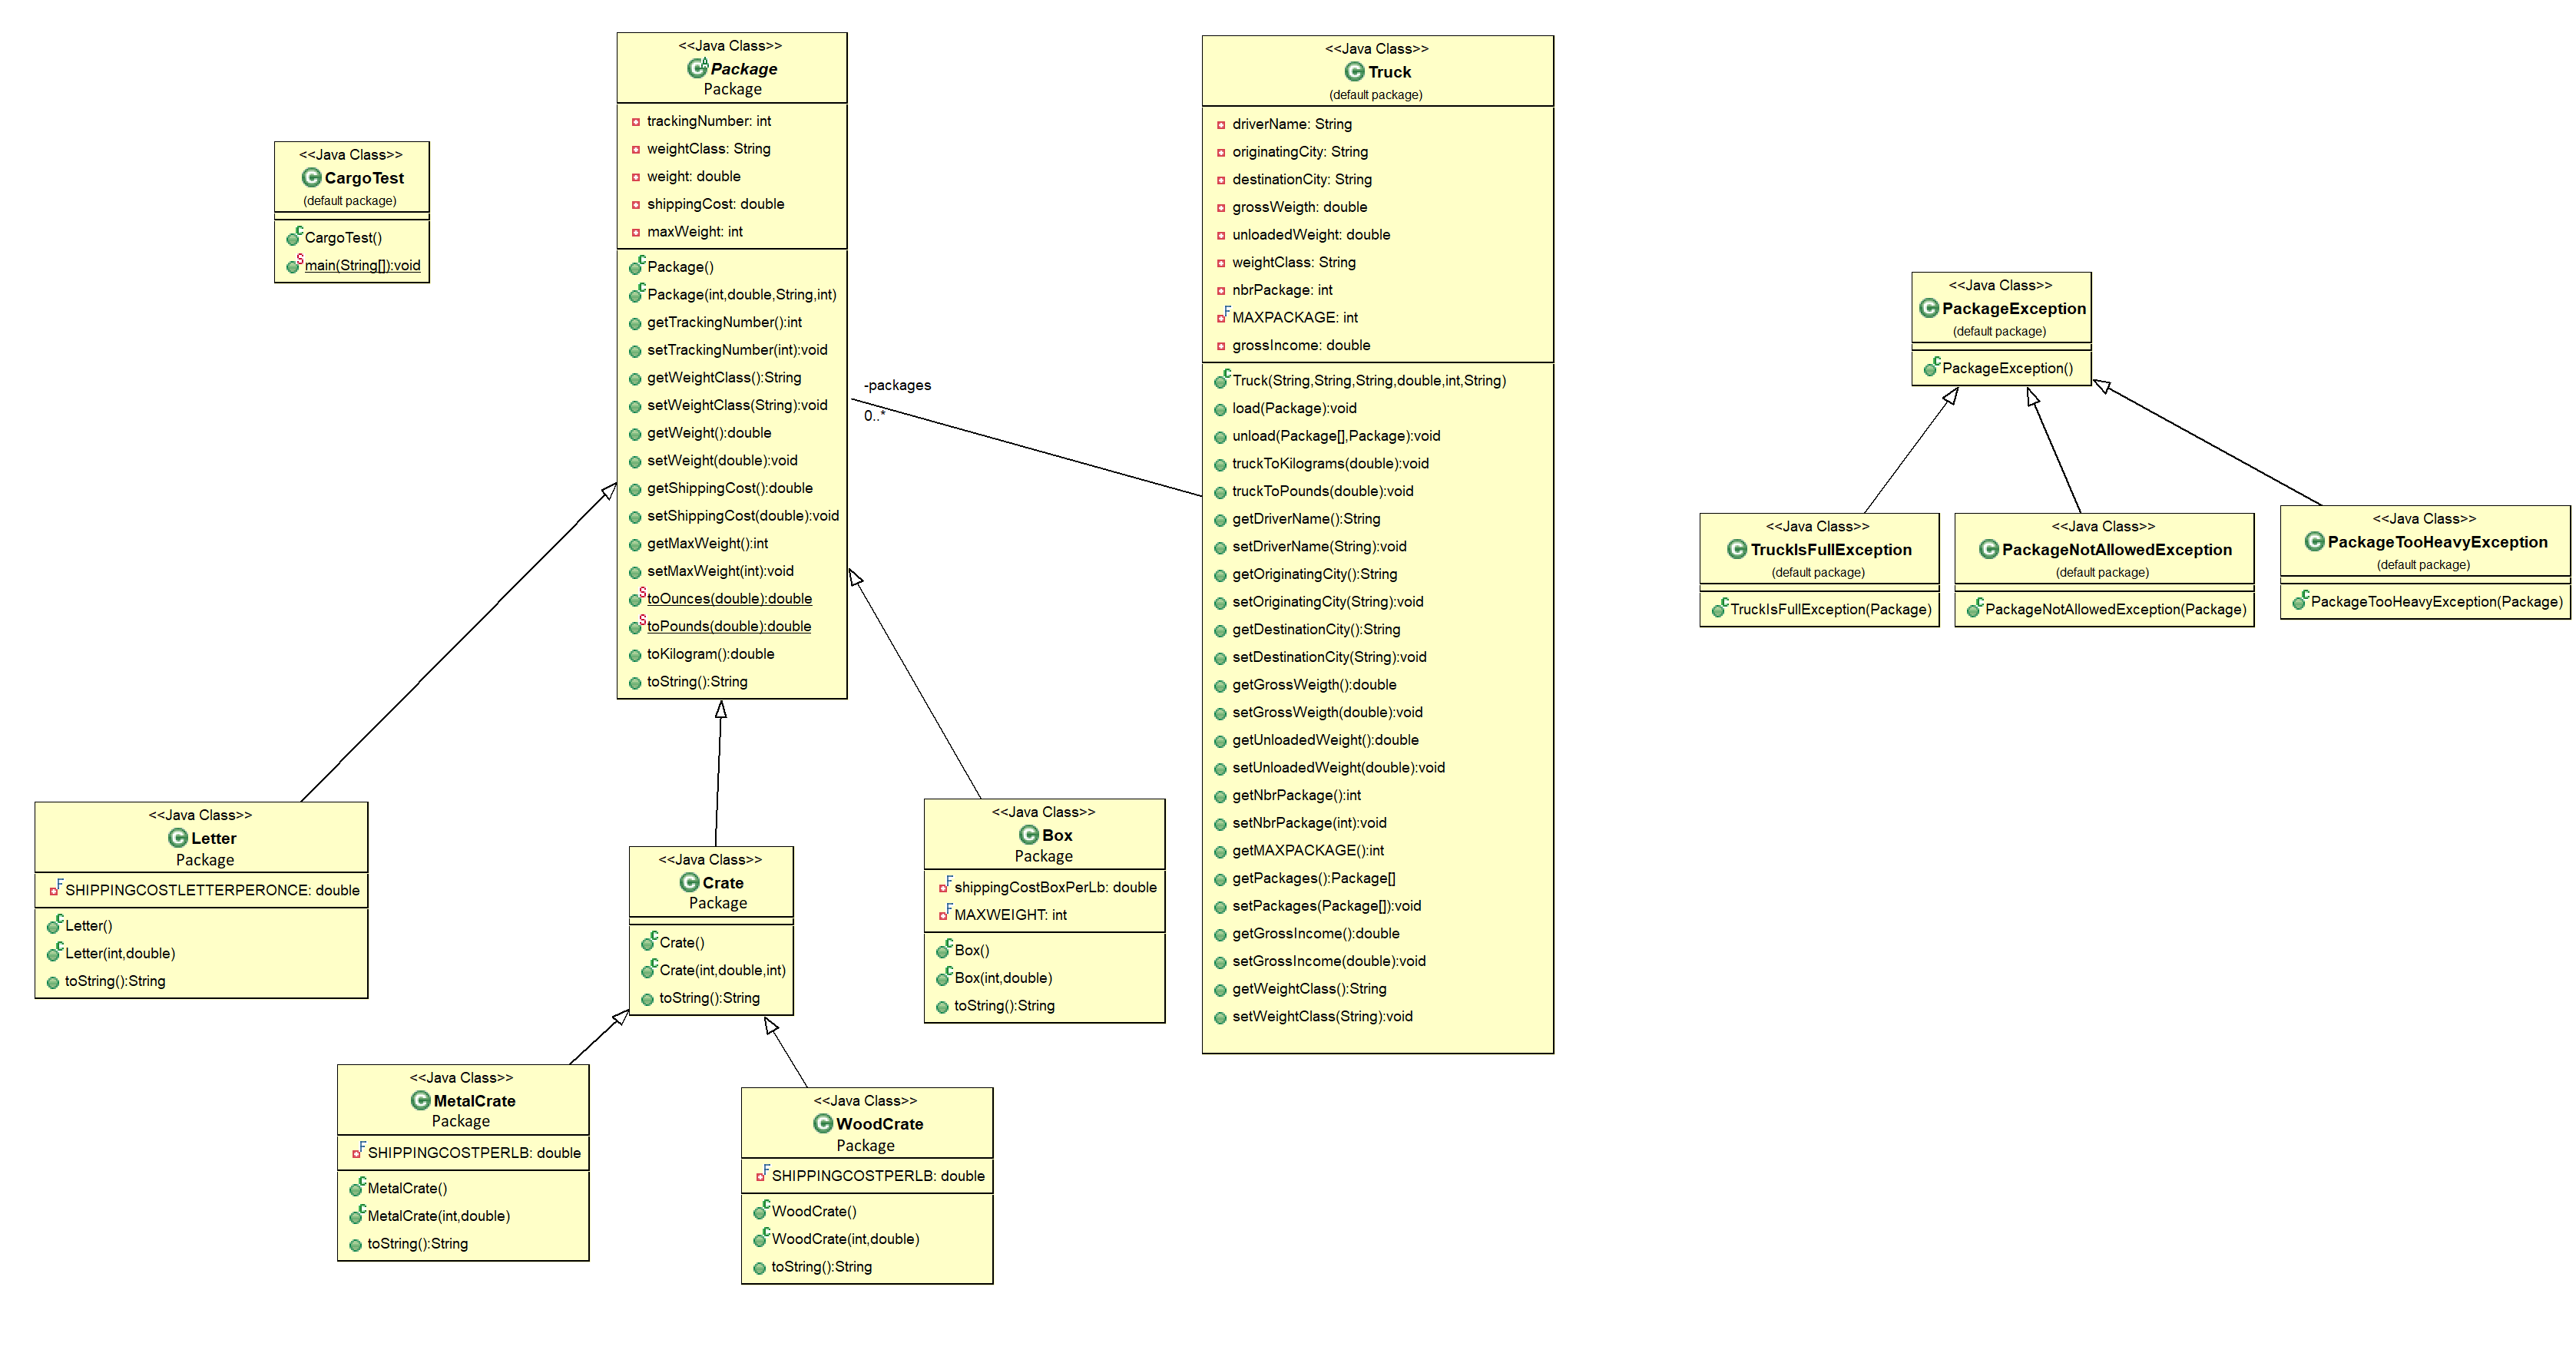 <<Java Class>>
CargoTest
(default package)
CargoTest()
main(String[]):void
<<Java Class>>
Package
Package
trackingNumber: int
weightClass: String
weight: double
shippingCost: double
maxWeight: int
Package()
Package(int,double,String,int)
getTrackingNumber():int
setTrackingNumber(int):void
getWeightClass():String
setWeightClass(String):void
getWeight():double
setWeight(double):void
getShippingCost():double
setShippingCost(double):void
getMaxWeight():int
setMaxWeight(int):void
toOunces(double):double
toPounds(double):double
toKilogram():double
toString():String
-packages
0..*
<<Java Class>>
Truck
(default package)
driverName: String
originatingCity: String
destinationCity: String
grossWeigth: double
unloadedWeight: double
weightClass: String
nbrPackage: int
MAXPACKAGE: int
grossIncome: double
Truck(String,String,String,double,int,String)
load(Package):void
unload(Package[],Package):void
truckToKilograms(double):void
truckToPounds(double):void
getDriverName():String
setDriverName(String):void
getOriginatingCity():String
setOriginatingCity(String):void
getDestinationCity():String
setDestinationCity(String):void
getGrossWeigth():double
setGrossWeigth(double):void
getUnloadedWeight():double
setUnloadedWeight(double):void
getNbrPackage():int
setNbrPackage(int):void
getMAXPACKAGE():int
getPackages():Package[]
setPackages(Package[]):void
getGrossIncome():double
setGrossIncome(double):void
getWeightClass():String
setWeightClass(String):void
<<Java Class>>
PackageException
(default package)
PackageException()
<<Java Class>>
TruckIsFullException
(default package)
TruckIsFullException(Package)
<<Java Class>>
PackageNotAllowedException
(default package)
PackageNotAllowedException(Package)
<<Java Class>>
PackageTooHeavyException
(default package)
PackageTooHeavyException(Package)
<<Java Class>>
Letter
Package
SHIPPINGCOSTLETTERPERONCE: double
Letter()
Letter(int,double)
toString():String
<<Java Class>>
Crate
Package
Crate()
Crate(int,double,int)
toString():String
<<Java Class>>
Box
Package
shippingCostBoxPerLb: double
MAXWEIGHT: int
Box()
Box(int,double)
toString():String
<<Java Class>>
MetalCrate
Package
SHIPPINGCOSTPERLB: double
MetalCrate()
MetalCrate(int,double)
toString():String
<<Java Class>>
WoodCrate
Package
SHIPPINGCOSTPERLB: double
WoodCrate()
WoodCrate(int,double)
toString():String